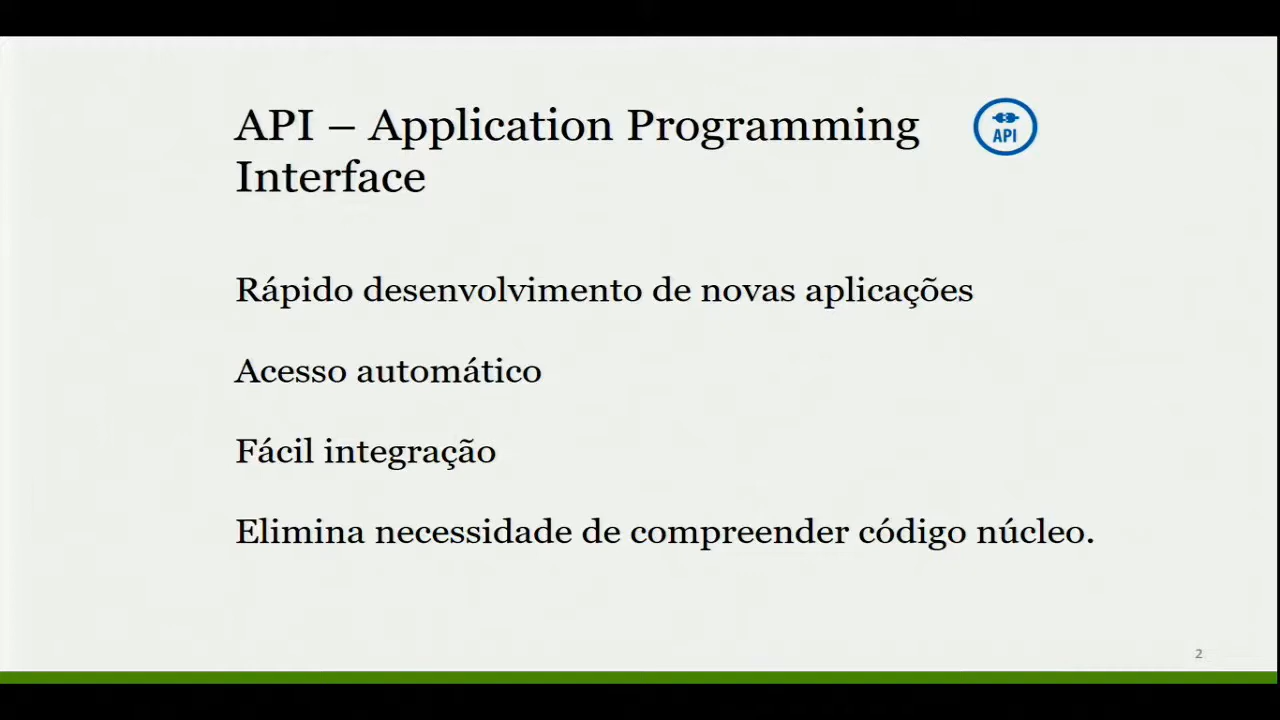 API – Application Programming
API
Interface
Rápido desenvolvimento de novas aplicações
Acesso automático
Fácil integração
Elimina necessidade de compreender código núcleo.
2